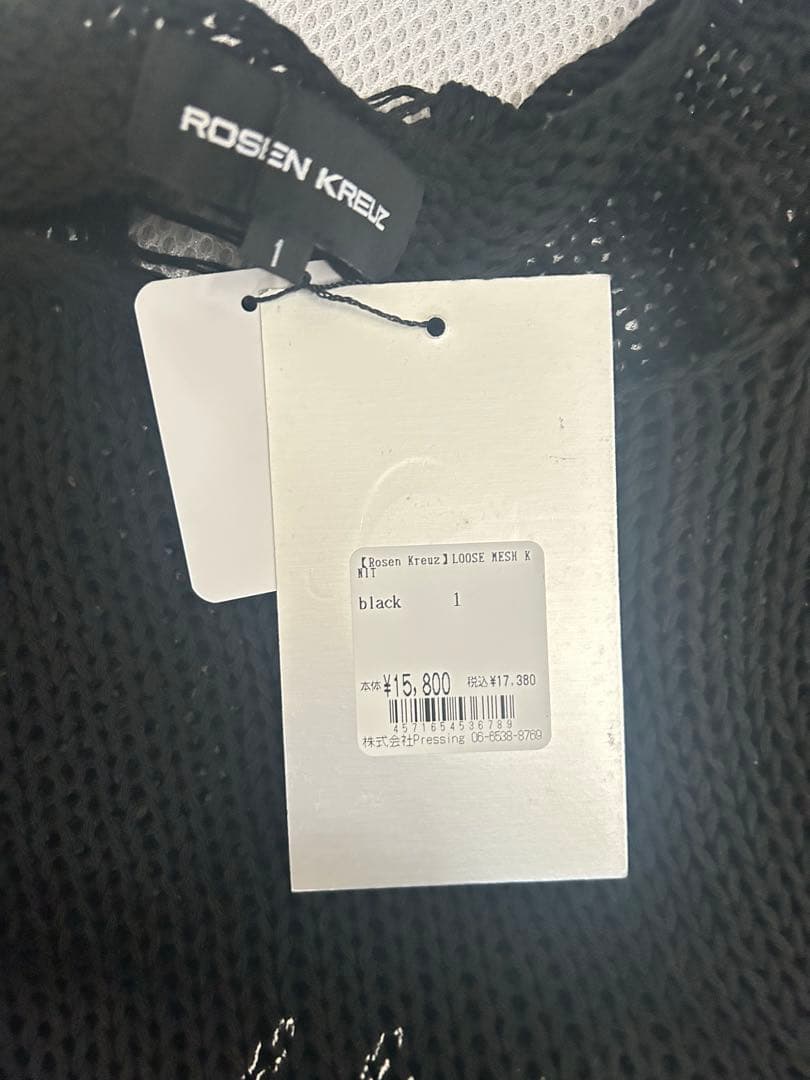 ROSEN KREUZ
1
【Rosen Kreuz】LOOSE MESH K
NIT
black 1
本体¥15,800 税込¥17,380
4571654536789
株式会社Pressing 06-6538-8769